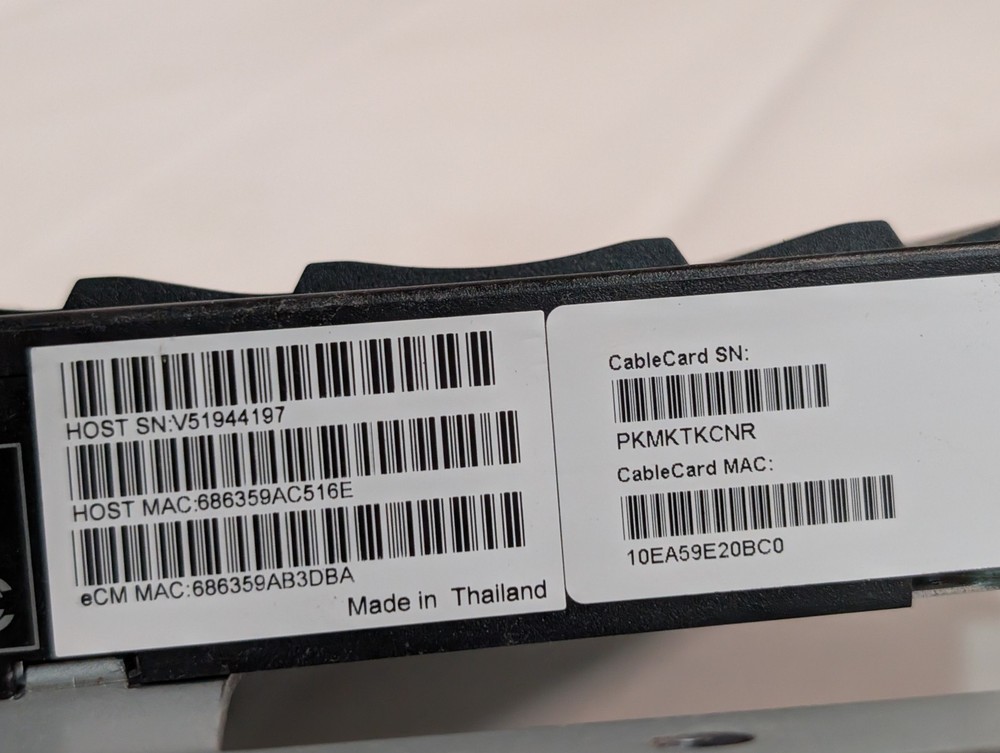 HOST SN:V51944197
HOST MAC:686359AC516E
eCM MAC:686359AB3DBA
Made in Thailand
CableCard SN:
PKMKTKCNR
CableCard MAC:
10EA59E20BC0